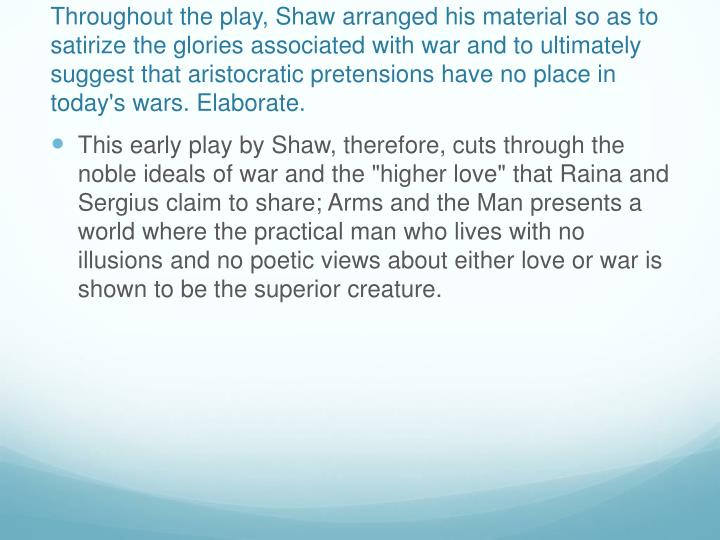 Throughout the play, Shaw arranged his material so as to
satirize the glories associated with war and to ultimately
suggest that aristocratic pretensions have no place in
today's wars. Elaborate.
This early play by Shaw, therefore, cuts through the
noble ideals of war and the "higher love" that Raina and
Sergius claim to share; Arms and the Man presents a
world where the practical man who lives with no
illusions and no poetic views about either love or war is
shown to be the superior creature.